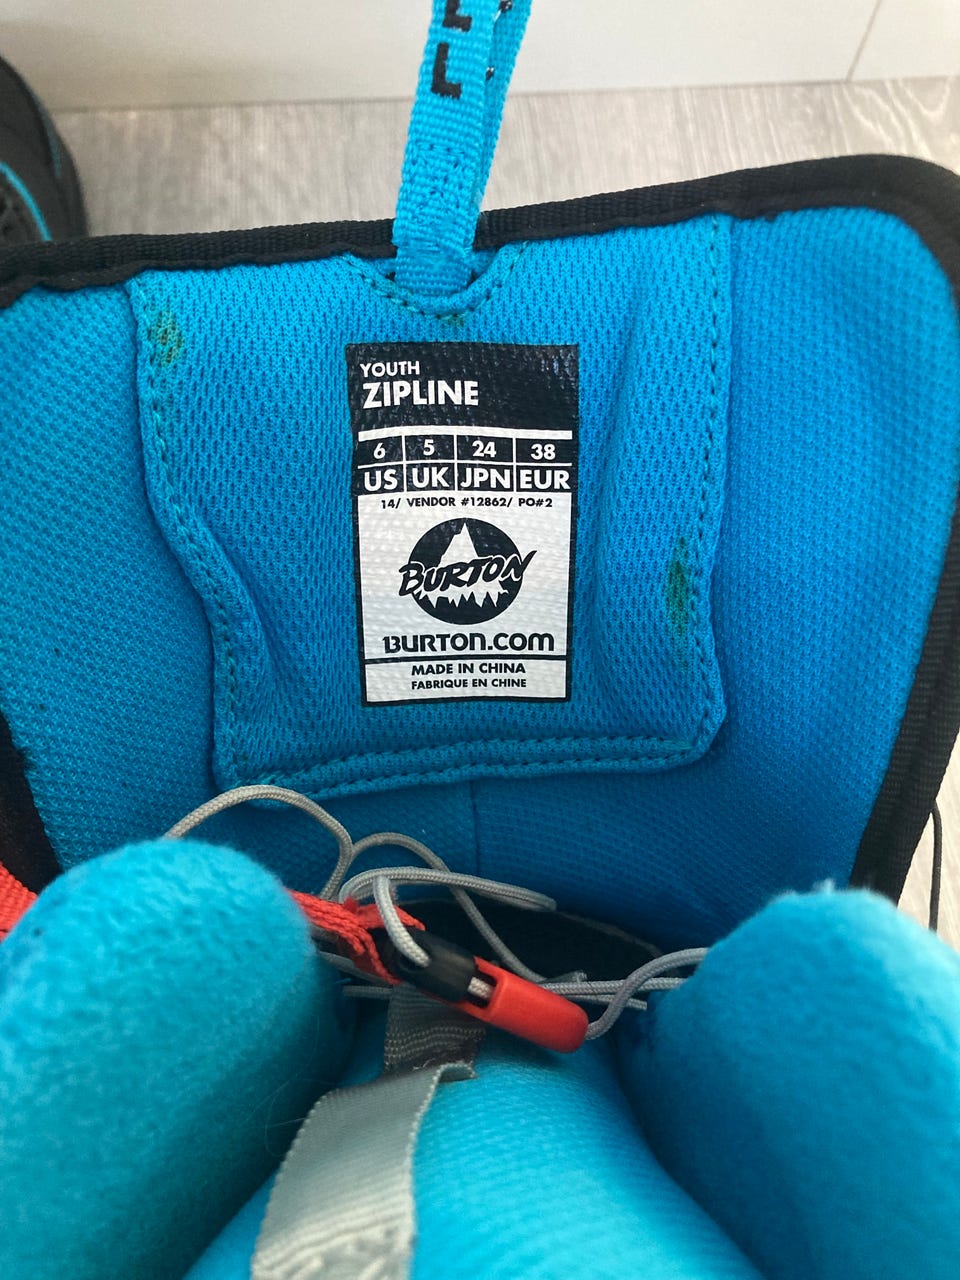 YOUTH
ZIPLINE
6 5 24 38
US UK JPN EUR
14/ VENDOR #12862/ PO#2
BURTON
BURTON.COM
MADE IN CHINA
FABRIQUE EN CHINE